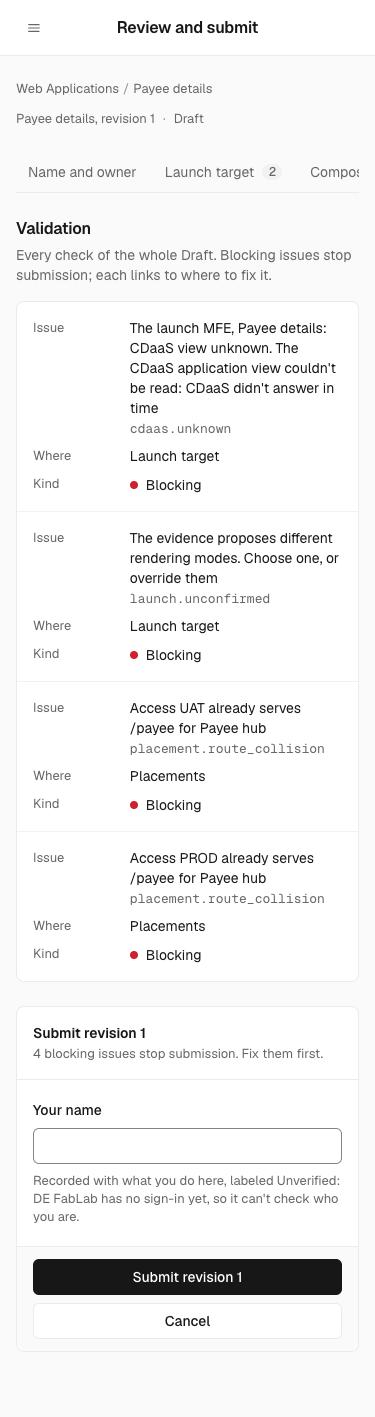 Review and submit
Web Applications / Payee details
Payee details, revision 1 · Draft
Name and owner Launch target 2 Compos
Validation
Every check of the whole Draft. Blocking issues stop
submission; each links to where to fix it.
Issue The launch MFE, Payee details:
CDaaS view unknown. The
CDaaS application view couldn't
be read: CDaaS didn't answer in
time
cdaas.unknown
Where Launch target
Kind Blocking
Issue The evidence proposes different
rendering modes. Choose one, or
override them
launch.unconfirmed
Where Launch target
Kind Blocking
Issue Access UAT already serves
/payee for Payee hub
placement.route_collision
Where Placements
Kind Blocking
Issue Access PROD already serves
/payee for Payee hub
placement.route_collision
Where Placements
Kind Blocking
Submit revision 1
4 blocking issues stop submission. Fix them first.
Your name
Recorded with what you do here, labeled Unverified:
DE FabLab has no sign-in yet, so it can't check who
you are.
Submit revision 1
Cancel